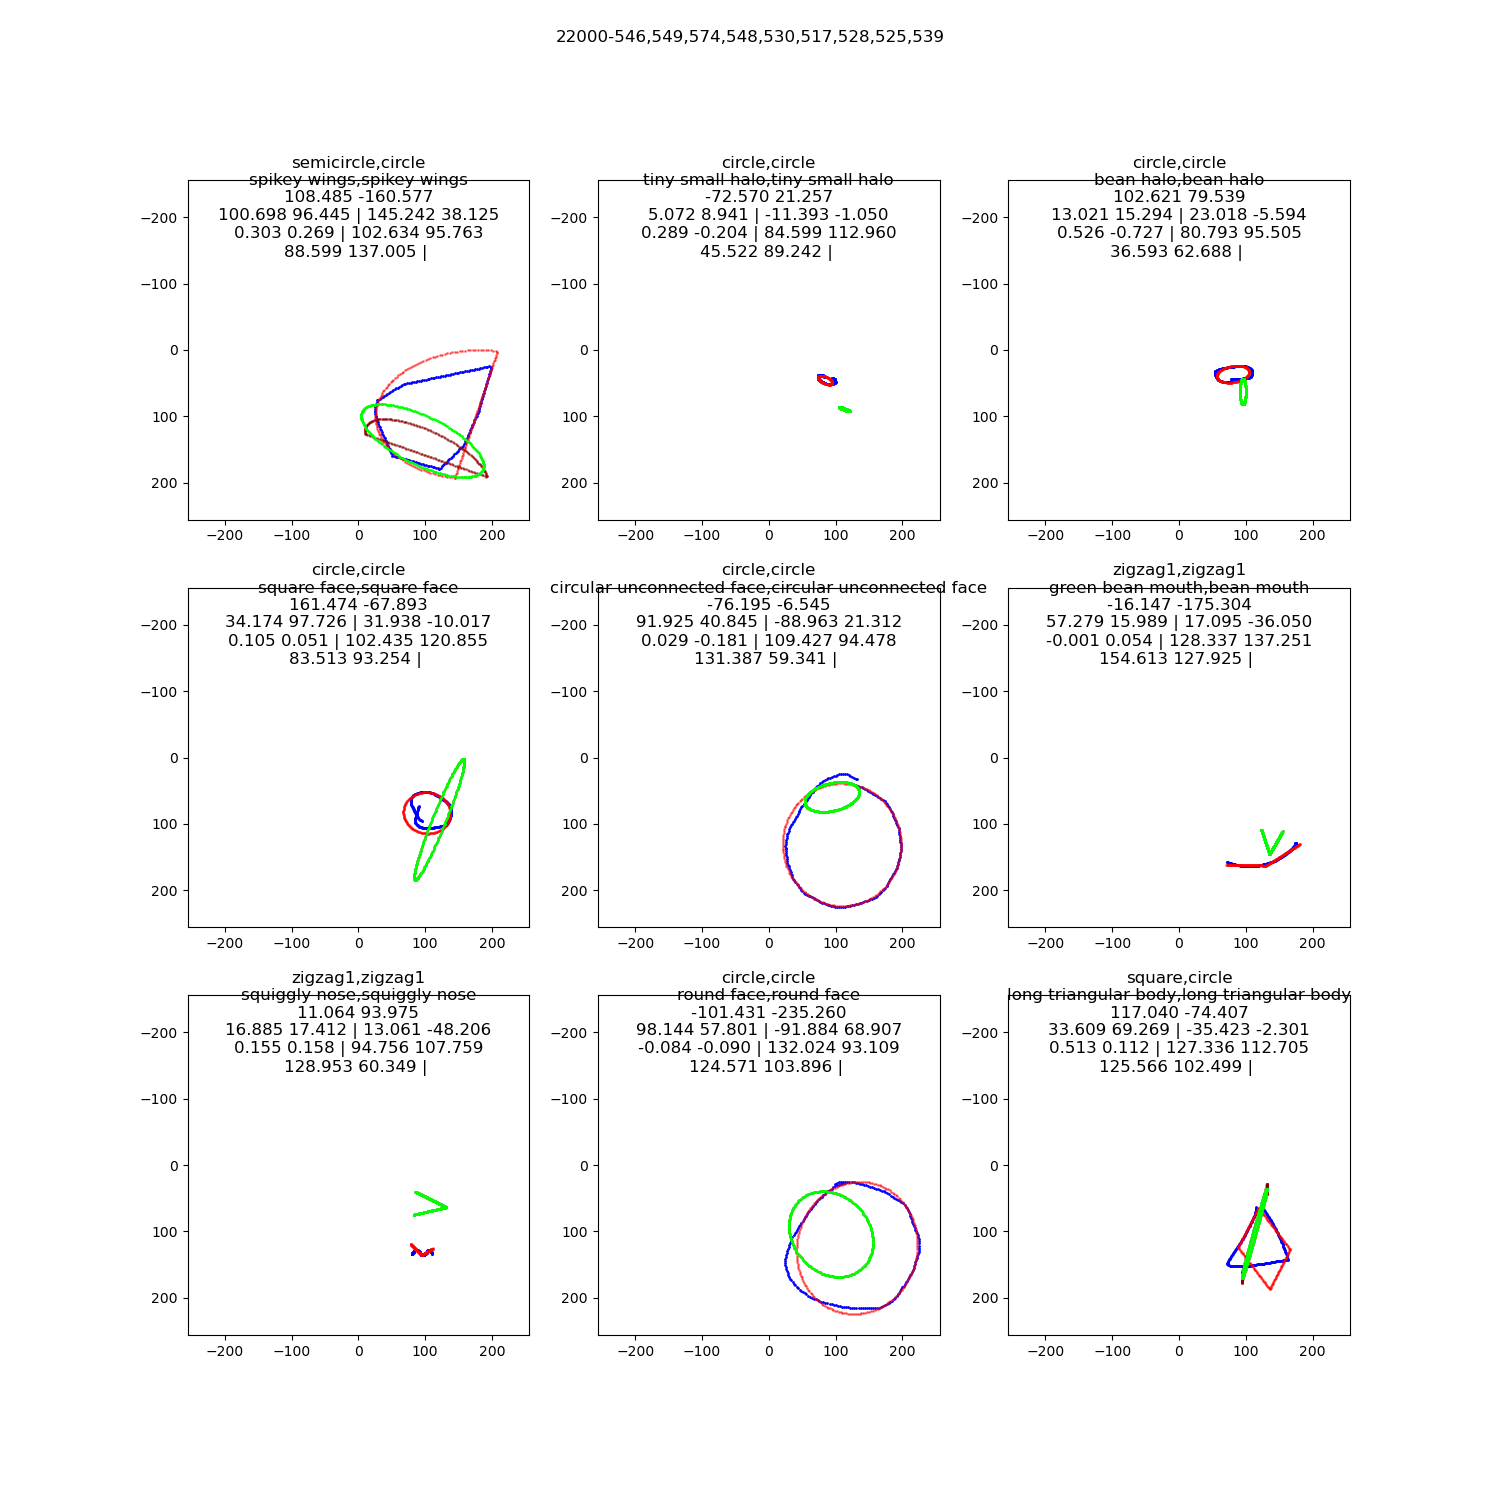 22000-546,549,574,548,530,517,528,525,539
semicircle,circle
spikey wings,spikey wings
108.485 -160.577
100.698 96.445 | 145.242 38.125
0.303 0.269 | 102.634 95.763
88.599 137.005 |
−200
−100
0
100
200
−200 −100 0 100 200
circle,circle
tiny small halo,tiny small halo
-72.570 21.257
5.072 8.941 | -11.393 -1.050
0.289 -0.204 | 84.599 112.960
45.522 89.242 |
−200
−100
0
100
200
−200 −100 0 100 200
circle,circle
bean halo,bean halo
102.621 79.539
13.021 15.294 | 23.018 -5.594
0.526 -0.727 | 80.793 95.505
36.593 62.688 |
−200
−100
0
100
200
−200 −100 0 100 200
circle,circle
square face,square face
161.474 -67.893
34.174 97.726 | 31.938 -10.017
0.105 0.051 | 102.435 120.855
83.513 93.254 |
−200
−100
0
100
200
−200 −100 0 100 200
circle,circle
circular unconnected face,circular unconnected face
-76.195 -6.545
91.925 40.845 | -88.963 21.312
0.029 -0.181 | 109.427 94.478
131.387 59.341 |
−200
−100
0
100
200
−200 −100 0 100 200
zigzag1,zigzag1
green bean mouth,bean mouth
-16.147 -175.304
57.279 15.989 | 17.095 -36.050
-0.001 0.054 | 128.337 137.251
154.613 127.925 |
−200
−100
0
100
200
−200 −100 0 100 200
zigzag1,zigzag1
squiggly nose,squiggly nose
11.064 93.975
16.885 17.412 | 13.061 -48.206
0.155 0.158 | 94.756 107.759
128.953 60.349 |
−200
−100
0
100
200
−200 −100 0 100 200
circle,circle
round face,round face
-101.431 -235.260
98.144 57.801 | -91.884 68.907
-0.084 -0.090 | 132.024 93.109
124.571 103.896 |
−200
−100
0
100
200
−200 −100 0 100 200
square,circle
long triangular body,long triangular body
117.040 -74.407
33.609 69.269 | -35.423 -2.301
0.513 0.112 | 127.336 112.705
125.566 102.499 |
−200
−100
0
100
200
−200 −100 0 100 200